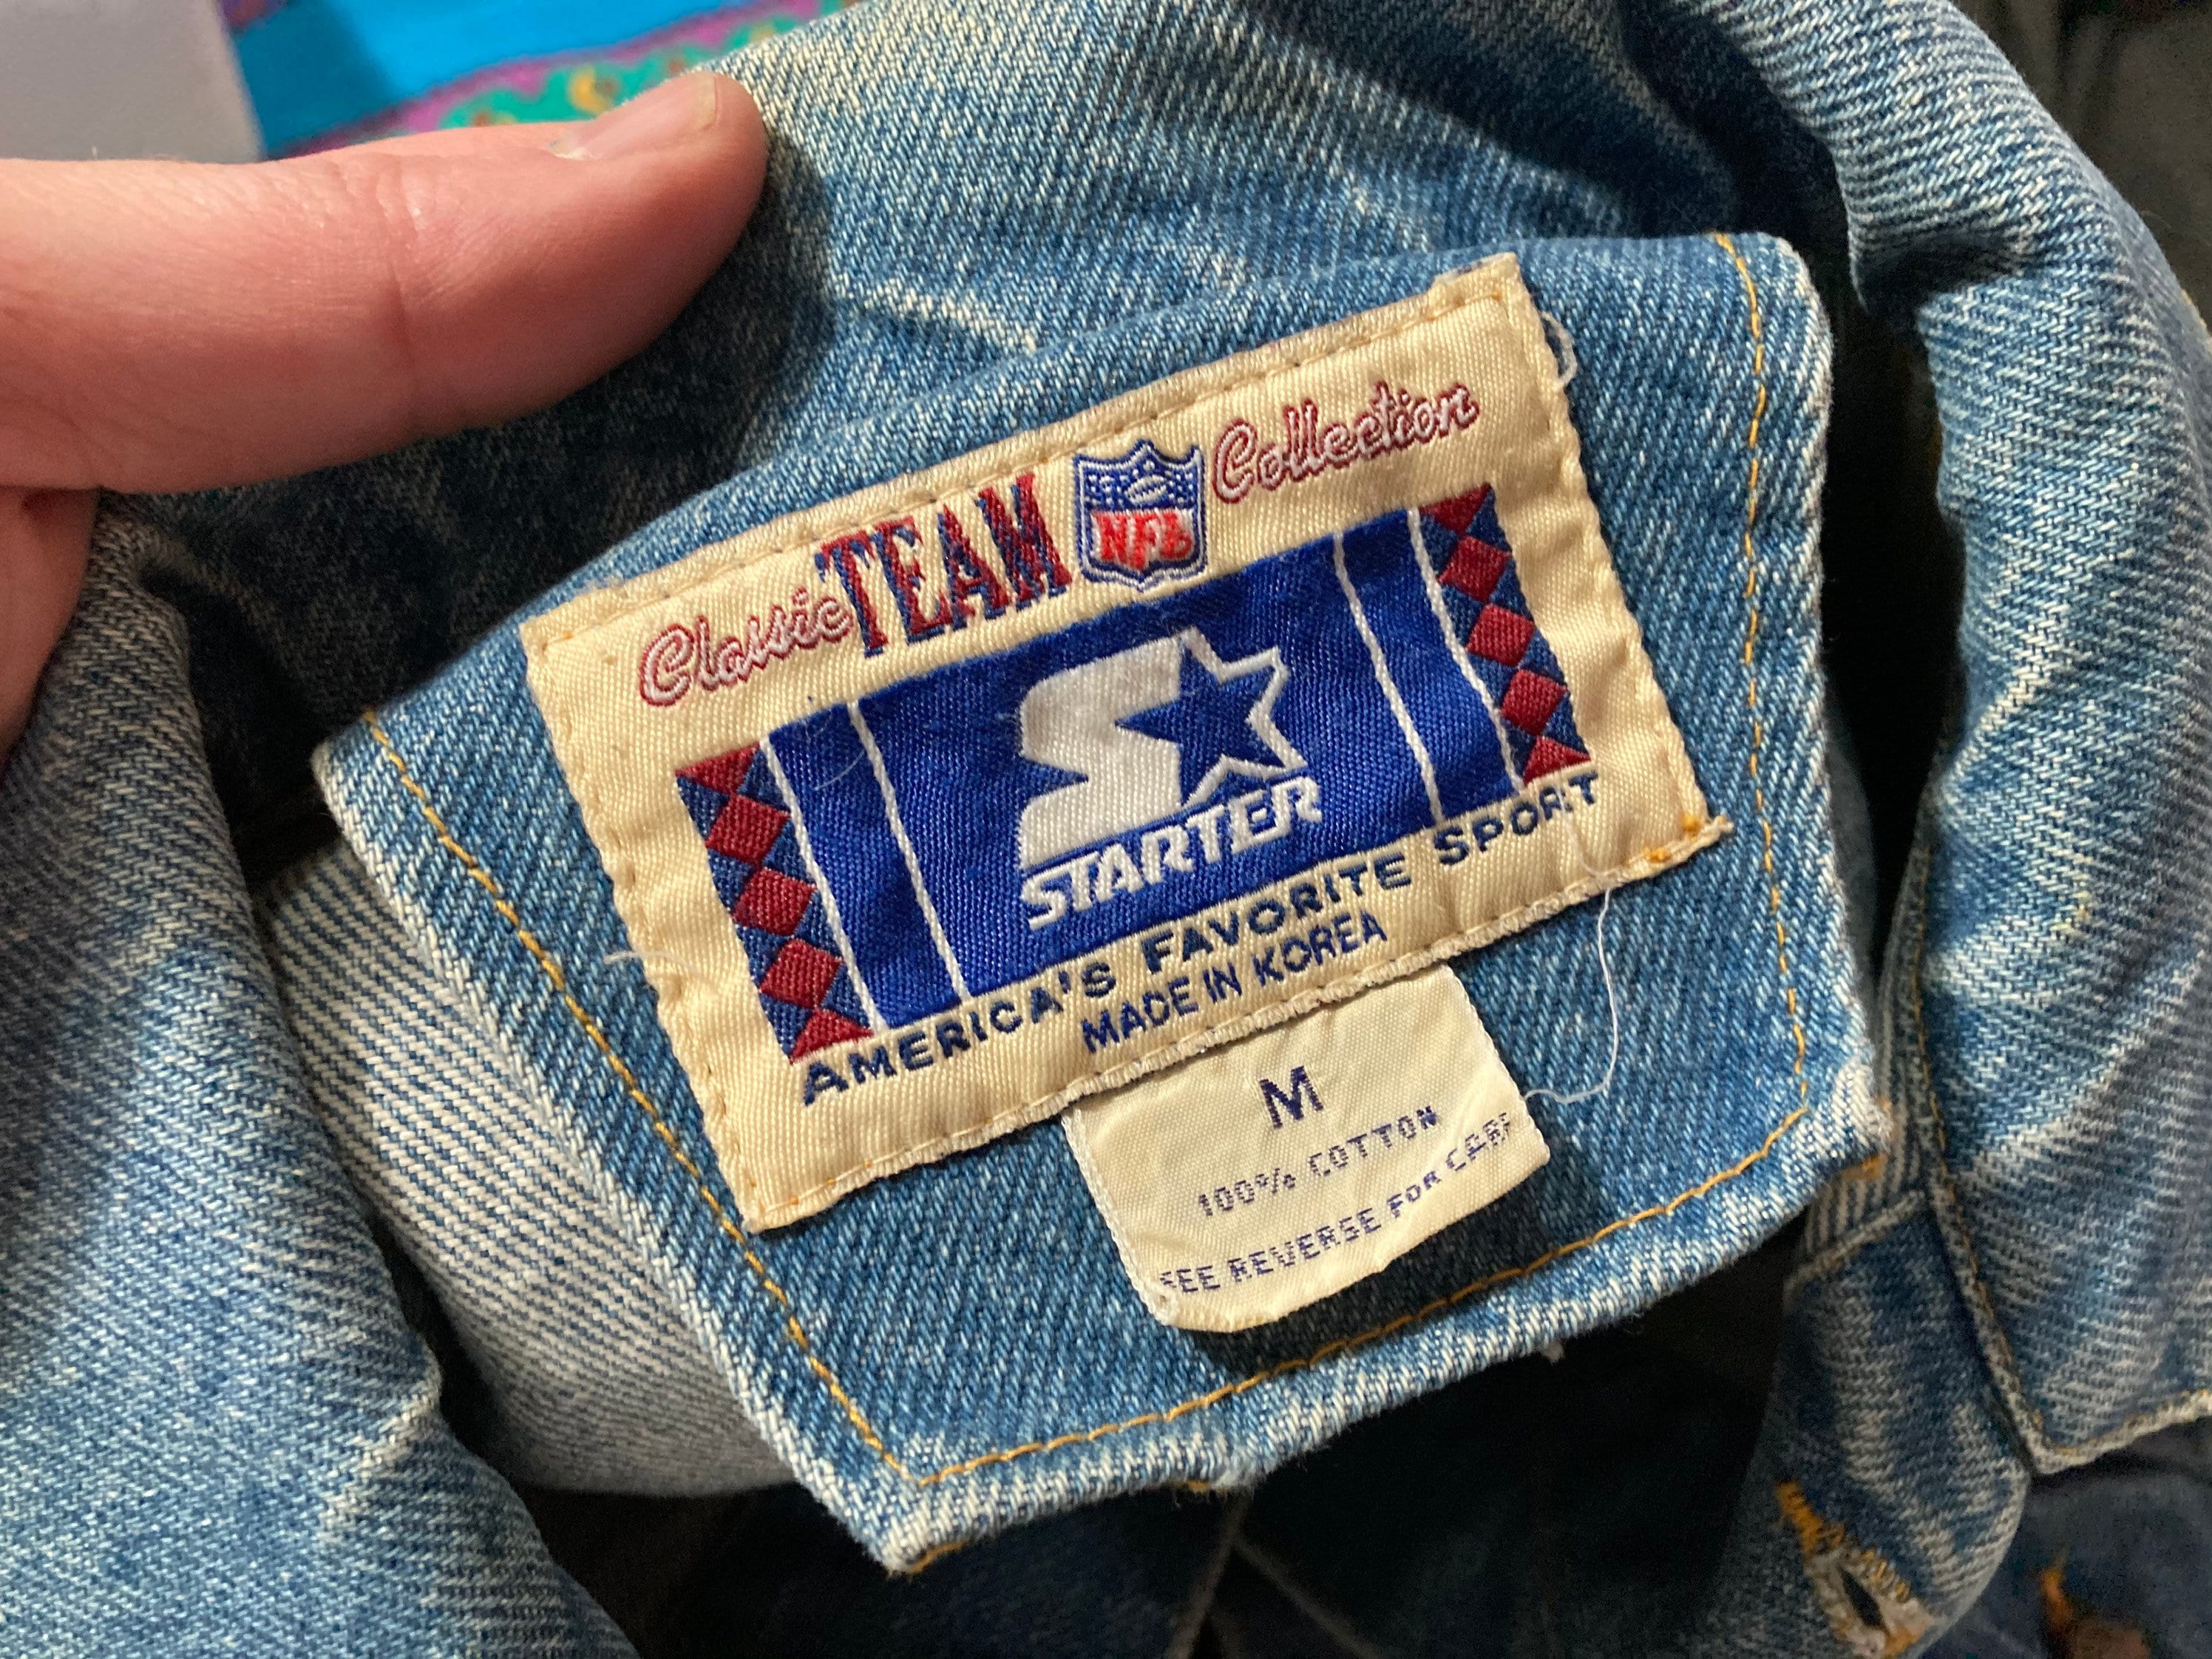 Classic TEAM NFL Collection
STARTER
AMERICA'S FAVORITE SPORT
MADE IN KOREA
M
100% COTTON
SEE REVERSE FOR CARE